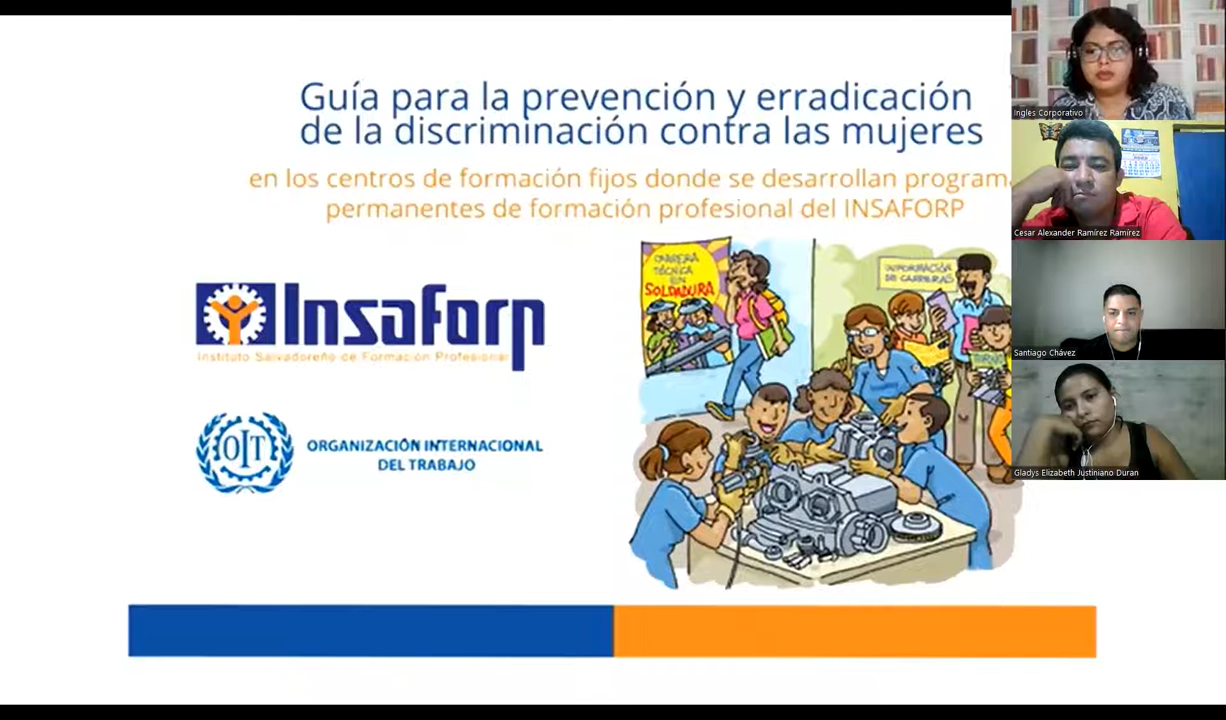 Guía para la prevención y erradicación
de la discriminación contra las mujeres
en los centros de formación fijos donde se desarrollan
permanentes de formación profesional del INSAFORP
Insaforp
Instituto Salvadoreño de Formación Profesional
OIT
ORGANIZACIÓN INTERNACIONAL
DEL TRABAJO
CARRERA
TÉCNICA
EN
SOLDADURA
INFORMACIÓN
DE CARRERAS
TORNO
Ingles Corporativo
Cesar Alexander Ramírez Ramírez
Santiago Chávez
Gladys Elizabeth Justiniano Duran